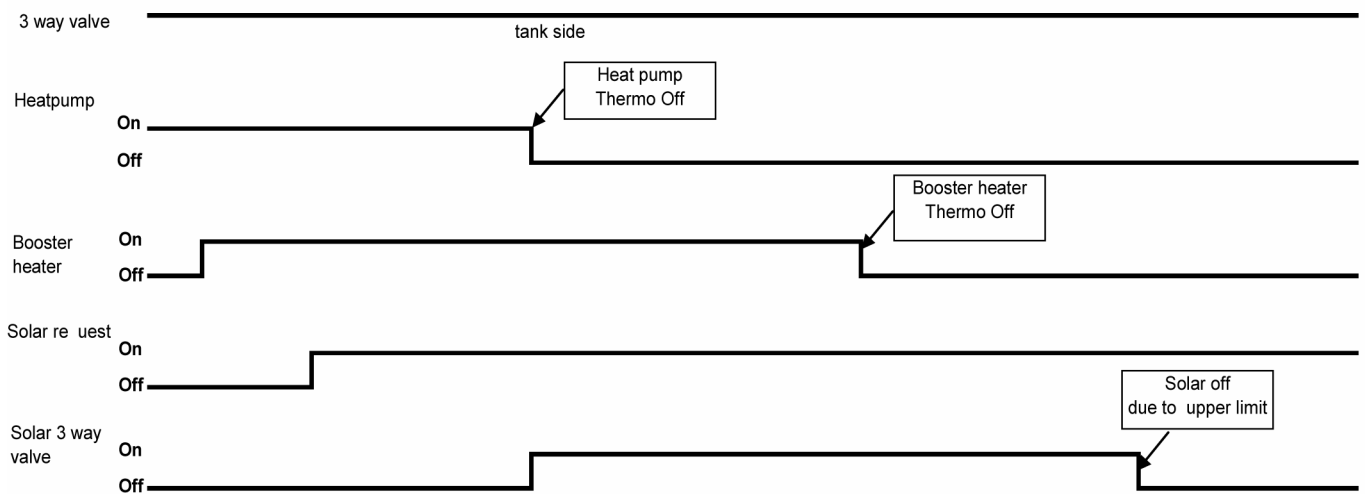 3 way valve
tank side
Heat pump
Thermo Off
Heatpump
On
Off
Booster heater
Thermo Off
Booster
heater
On
Off
Solar re uest
On
Off
Solar off
due to upper limit
Solar 3 way
valve
On
Off